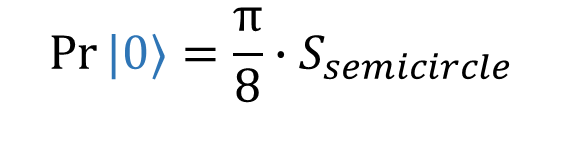 Pr |0⟩ = π/8 · S_semicircle